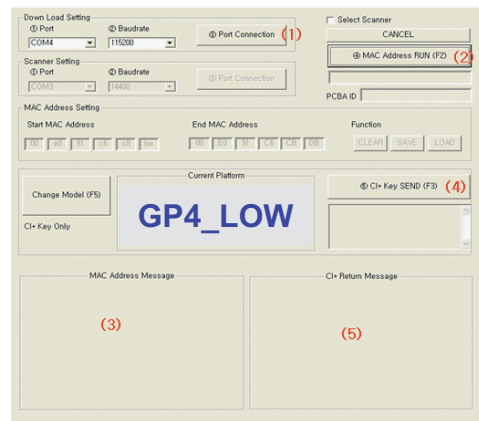 Down Load Setting
① Port ② Baudrate
COM4 115200 ③ Port Connection (1)
Select Scanner
CANCEL
④ MAC Address RUN (F2) (2)
Scanner Setting
① Port ② Baudrate
COM3 14400 ③ Port Connection
PCBA ID
MAC Address Setting
Start MAC Address End MAC Address Function
00 e0 91 c6 c8 be 00 E0 91 C6 CB DB CLEAR SAVE LOAD
Change Model (F5)
CI+ Key Only
Current Platform
GP4_LOW
⑤ CI+ Key SEND (F3) (4)
MAC Address Message CI+ Return Message
(3) (5)